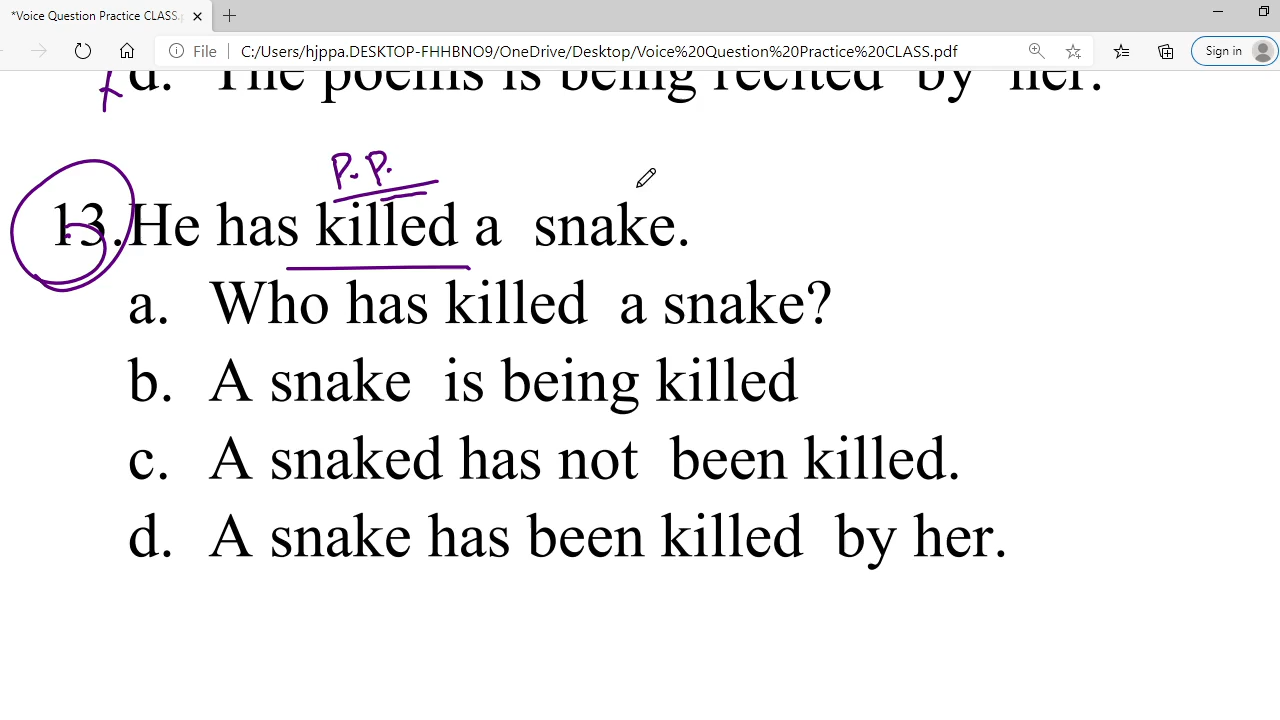 *Voice Question Practice CLASS.p
File C:/Users/hjppa.DESKTOP-FHHBNO9/OneDrive/Desktop/Voice%20Question%20Practice%20CLASS.pdf Sign in
d. The poems is being recited by her.
P. P.
13. He has killed a snake.
a. Who has killed a snake?
b. A snake is being killed
c. A snaked has not been killed.
d. A snake has been killed by her.